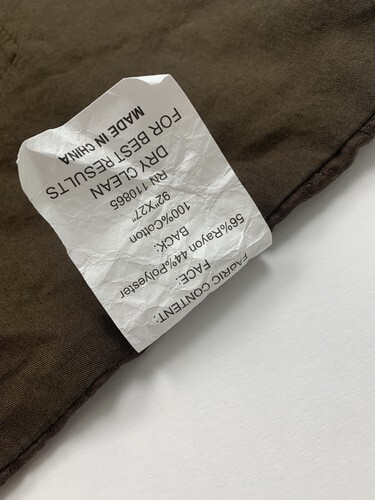 FABRIC CONTENT:
FACE:
56%Rayon 44%Polyester
BACK:
100%Cotton
92"X27"
RN 110865
DRY CLEAN
FOR BEST RESULTS
MADE IN CHINA